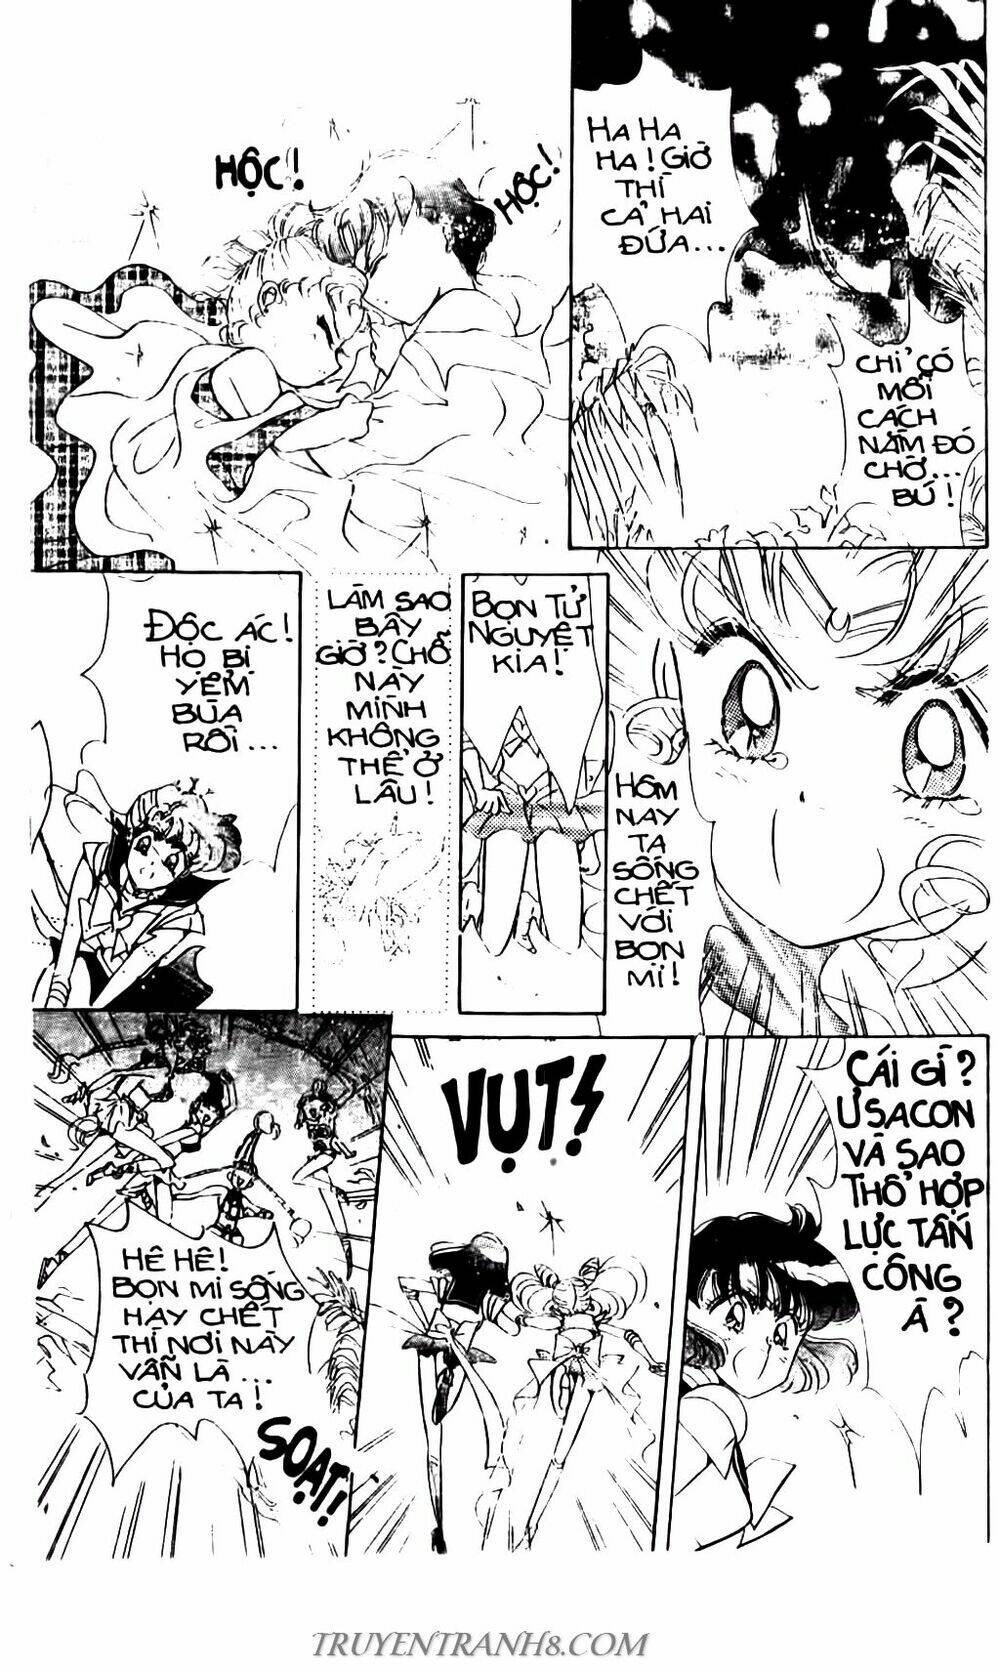 HA HA
HA! GIỜ
THÌ
CẢ HAI
ĐỨA...
CHỈ CÓ
MỖI
CÁCH
NẰM ĐÓ
CHỜ...
BÚ!
HỘC!
HỘC!
HÔM
NAY
TA
SỐNG
CHẾT
VỚI
BỌN
MI!
BỌN TỬ
NGUYỆT
KIA!
LÀM SAO
BÂY
GIỜ? CHỖ
NÀY
MÌNH
KHÔNG
THỂ Ở
LÂU!
ĐỘC ÁC!
HỌ BỊ
YỂM
BÙA
RỒI...
CÁI GÌ?
USACON
VÀ SAO
THỔ HỢP
LỰC TẤN
CÔNG
À?
VỤT!
HÊ HÊ!
BỌN MI SỐNG
HAY CHẾT
THÌ NƠI NÀY
VẪN LÀ...
CỦA TA!
SOẠT!
TRUYENTRANH8.COM